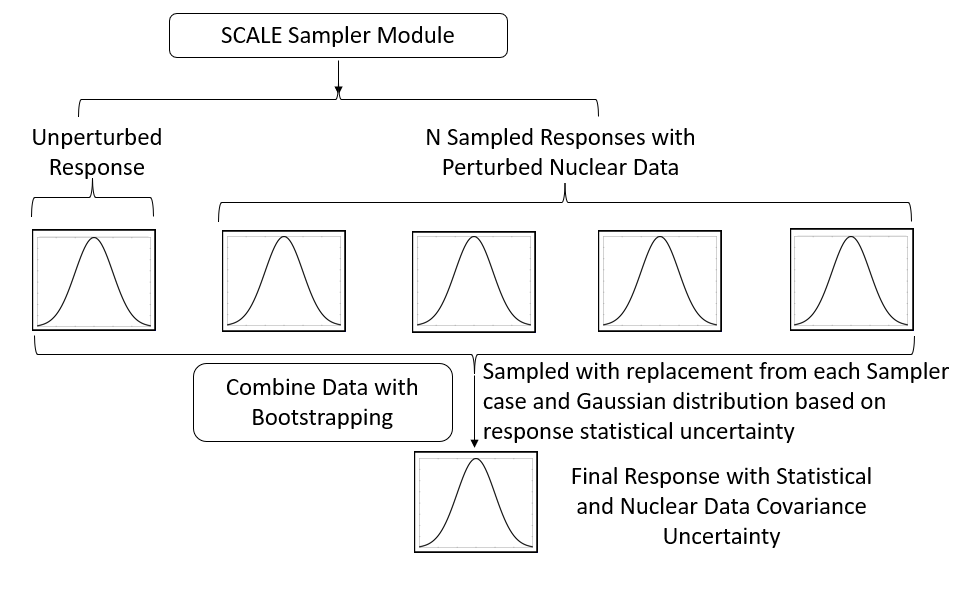 SCALE Sampler Module
Unperturbed
Response
N Sampled Responses with
Perturbed Nuclear Data
Combine Data with
Bootstrapping
Sampled with replacement from each Sampler
case and Gaussian distribution based on
response statistical uncertainty
Final Response with Statistical
and Nuclear Data Covariance
Uncertainty